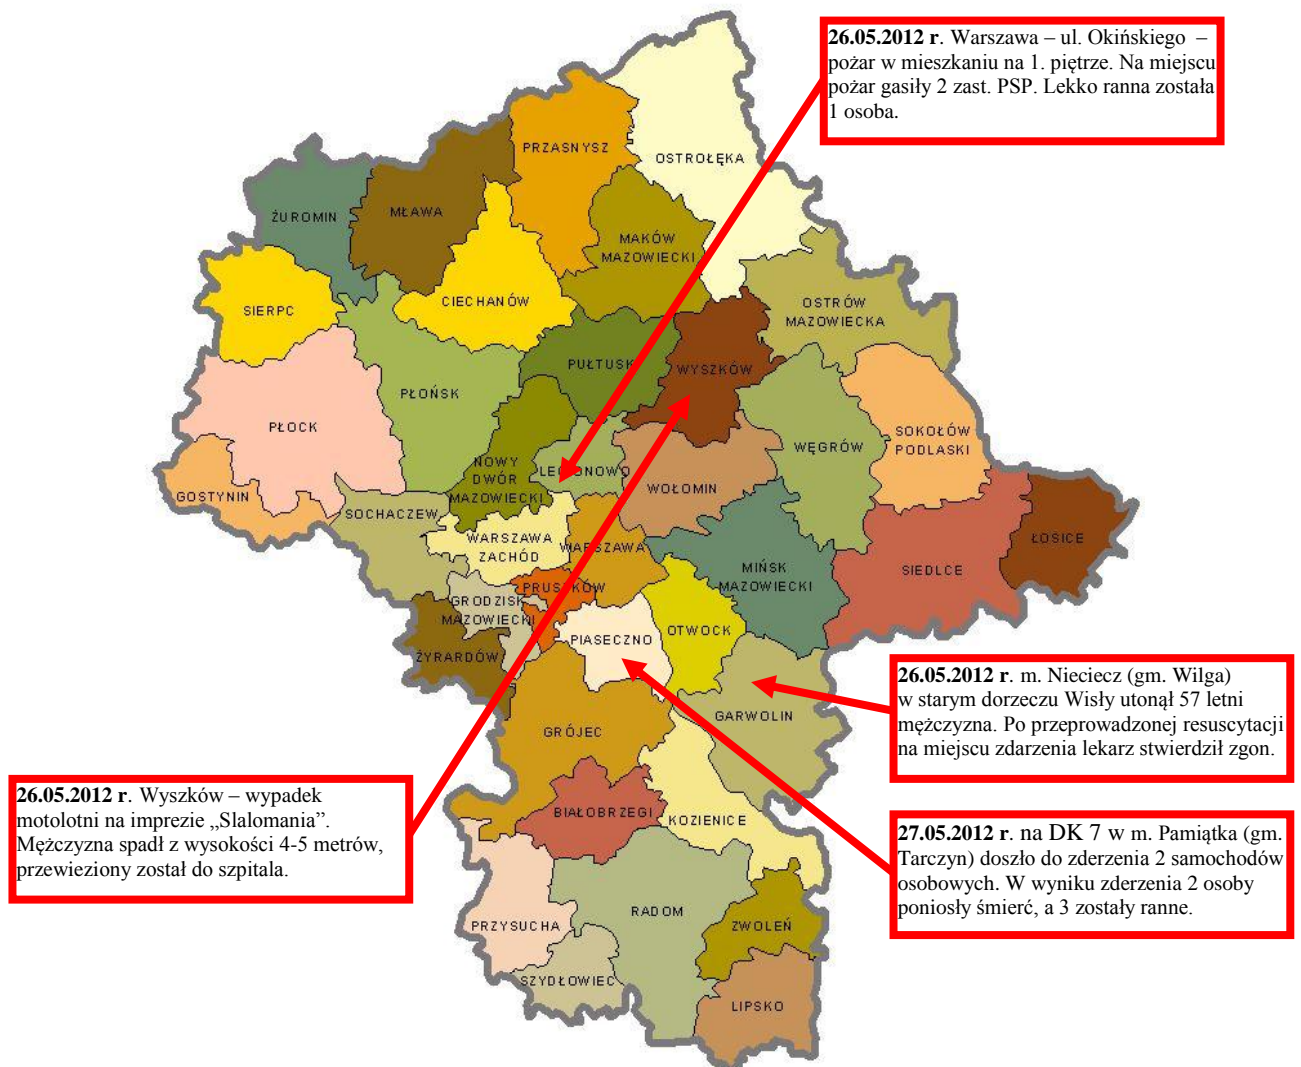 26.05.2012 r. Warszawa – ul. Okińskiego –
pożar w mieszkaniu na 1. piętrze. Na miejscu
pożar gasiły 2 zast. PSP. Lekko ranna została
1 osoba.
PRZASNYSZ
OSTROŁĘKA
ŻUROMIN
MŁAWA
MAKÓW
MAZOWIECKI
SIERPC
CIECHANÓW
OSTRÓW
MAZOWIECKA
PŁOŃSK
PUŁTUSK
WYSZKÓW
PŁOCK
WĘGRÓW
SOKOŁÓW
PODLASKI
GOSTYNIN
NOWY
DWÓR
MAZOWIECKI
LEGIONOWO
WOŁOMIN
SOCHACZEW
WARSZAWA
ZACHÓD
WARSZAWA
MIŃSK
MAZOWIECKI
SIEDLCE
ŁOSICE
PRUSZKÓW
GRODZISK
MAZOWIECKI
PIASECZNO
OTWOCK
ŻYRARDÓW
GARWOLIN
GRÓJEC
26.05.2012 r. m. Nieciecz (gm. Wilga)
w starym dorzeczu Wisły utonął 57 letni
mężczyzna. Po przeprowadzonej resuscytacji
na miejscu zdarzenia lekarz stwierdził zgon.
26.05.2012 r. Wyszków – wypadek
motolotni na imprezie „Slalomania”.
Mężczyzna spadł z wysokości 4-5 metrów,
przewieziony został do szpitala.
BIAŁOBRZEGI
KOZIENICE
27.05.2012 r. na DK 7 w m. Pamiątka (gm.
Tarczyn) doszło do zderzenia 2 samochodów
osobowych. W wyniku zderzenia 2 osoby
poniosły śmierć, a 3 zostały ranne.
PRZYSUCHA
RADOM
ZWOLEŃ
SZYDŁOWIEC
LIPSKO